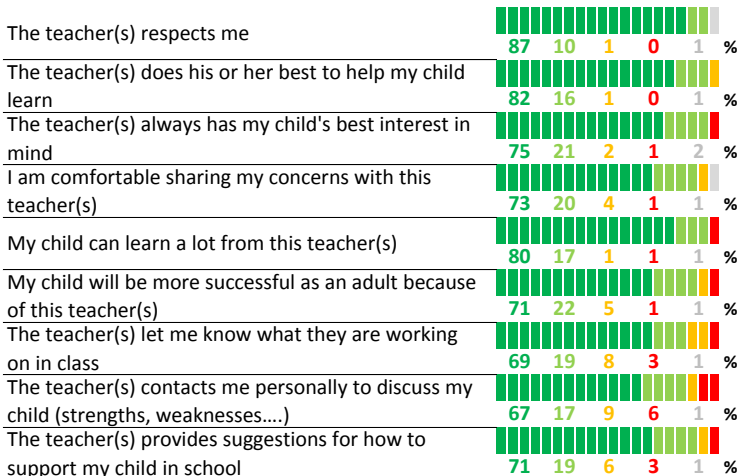 The teacher(s) respects me
87 10 1 0 1 %
The teacher(s) does his or her best to help my child
learn
82 16 1 0 1 %
The teacher(s) always has my child's best interest in
mind
75 21 2 1 2 %
I am comfortable sharing my concerns with this
teacher(s)
73 20 4 1 1 %
My child can learn a lot from this teacher(s)
80 17 1 1 1 %
My child will be more successful as an adult because
of this teacher(s)
71 22 5 1 1 %
The teacher(s) let me know what they are working
on in class
69 19 8 3 1 %
The teacher(s) contacts me personally to discuss my
child (strengths, weaknesses….)
67 17 9 6 1 %
The teacher(s) provides suggestions for how to
support my child in school
71 19 6 3 1 %